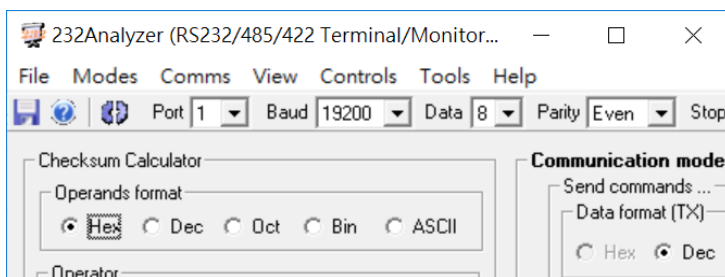 232Analyzer (RS232/485/422 Terminal/Monitor...
File Modes Comms View Controls Tools Help
Port 1 Baud 19200 Data 8 Parity Even Stop
Checksum Calculator
Communication mode
Operands format
Send commands ...
Data format (TX)
Hex Dec Oct Bin ASCII
Hex Dec
Operator